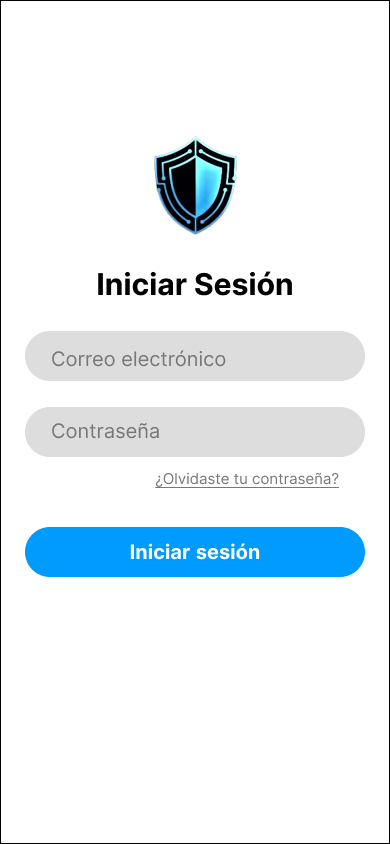 Iniciar Sesión
Correo electrónico
Contraseña
¿Olvidaste tu contraseña?
Iniciar sesión